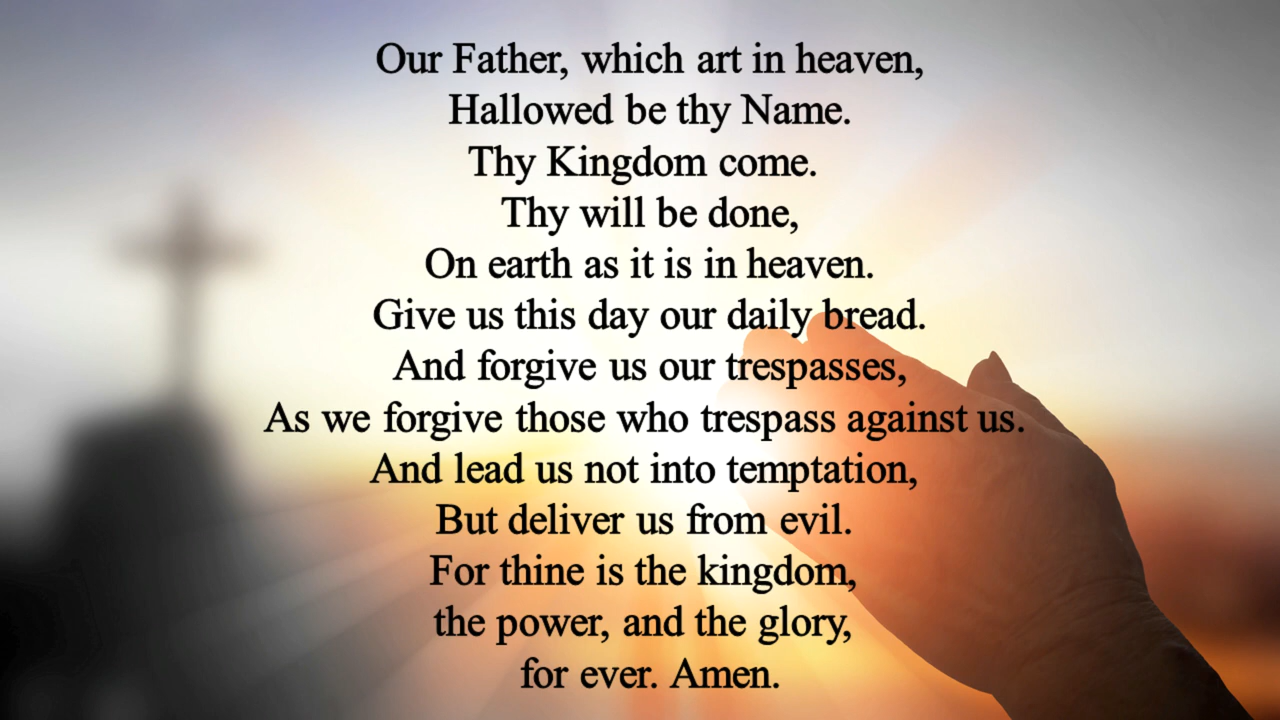 Our Father, which art in heaven,
Hallowed be thy Name.
Thy Kingdom come.
Thy will be done,
On earth as it is in heaven.
Give us this day our daily bread.
And forgive us our trespasses,
As we forgive those who trespass against us.
And lead us not into temptation,
But deliver us from evil.
For thine is the kingdom,
the power, and the glory,
for ever. Amen.